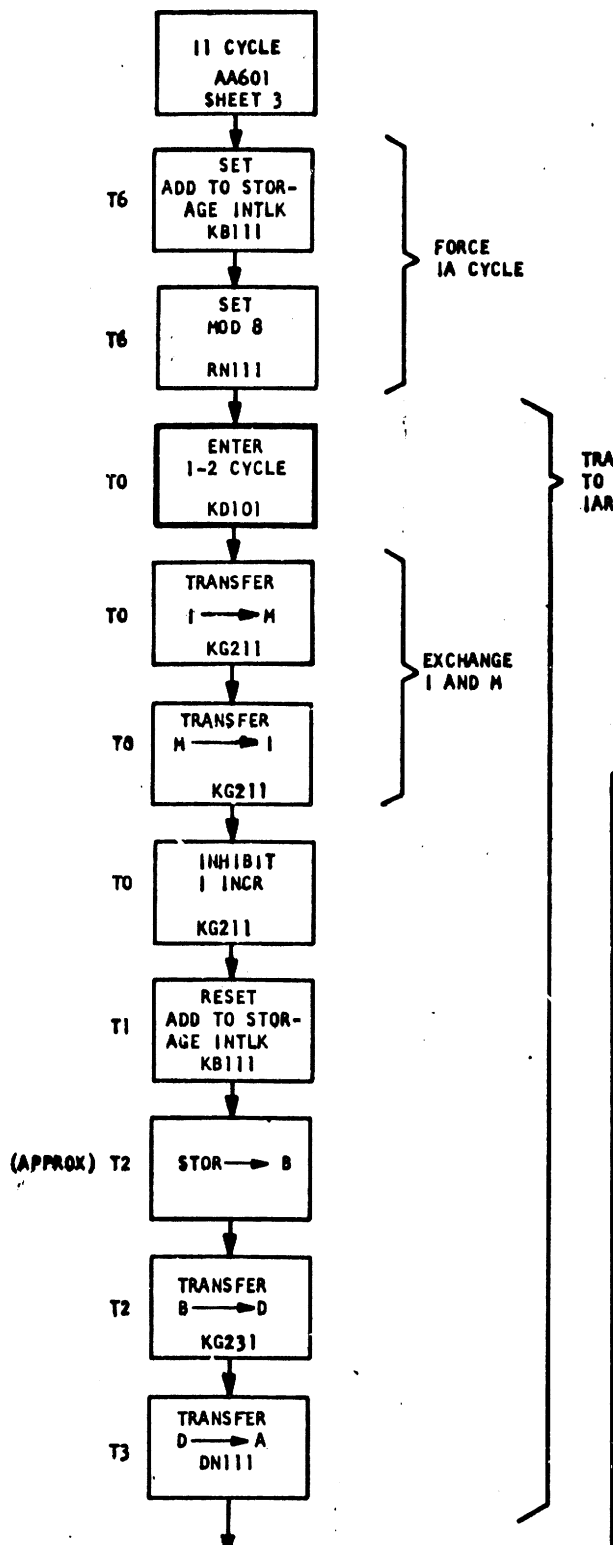 I1 CYCLE
AA601
SHEET 3
T6
SET
ADD TO STOR-
AGE INTLK
KB111
FORCE
IA CYCLE
T6
SET
MOD 8
RN111
T0
ENTER
1-2 CYCLE
KD101
TRA
TO
IAR
T0
TRANSFER
I → M
KG211
EXCHANGE
I AND M
T0
TRANSFER
M → I
KG211
T0
INHIBIT
I INCR
KG211
T1
RESET
ADD TO STOR-
AGE INTLK
KB111
(APPROX) T2
STOR → B
T2
TRANSFER
B → D
KG231
T3
TRANSFER
D → A
DN111